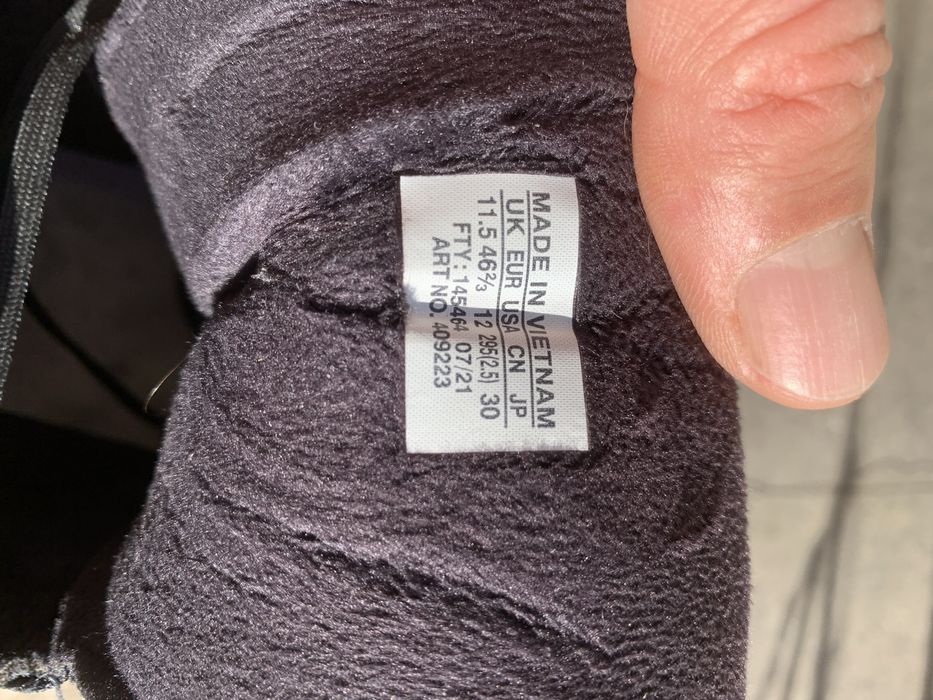 MADE IN VIETNAM
UK EUR USA CN JP
11.5 46⅔ 12 295(2.5) 30
FTY: 145464 07/21
ART NO. 409223